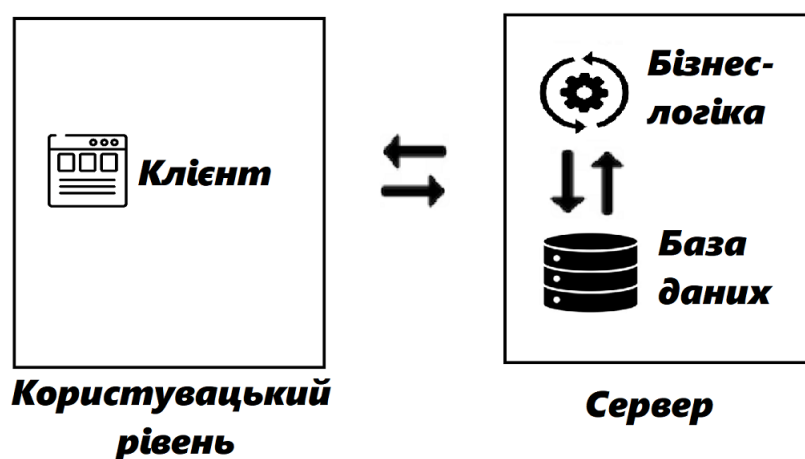 Клієнт
Користувацький
рівень
Бізнес-
логіка
База
даних
Сервер